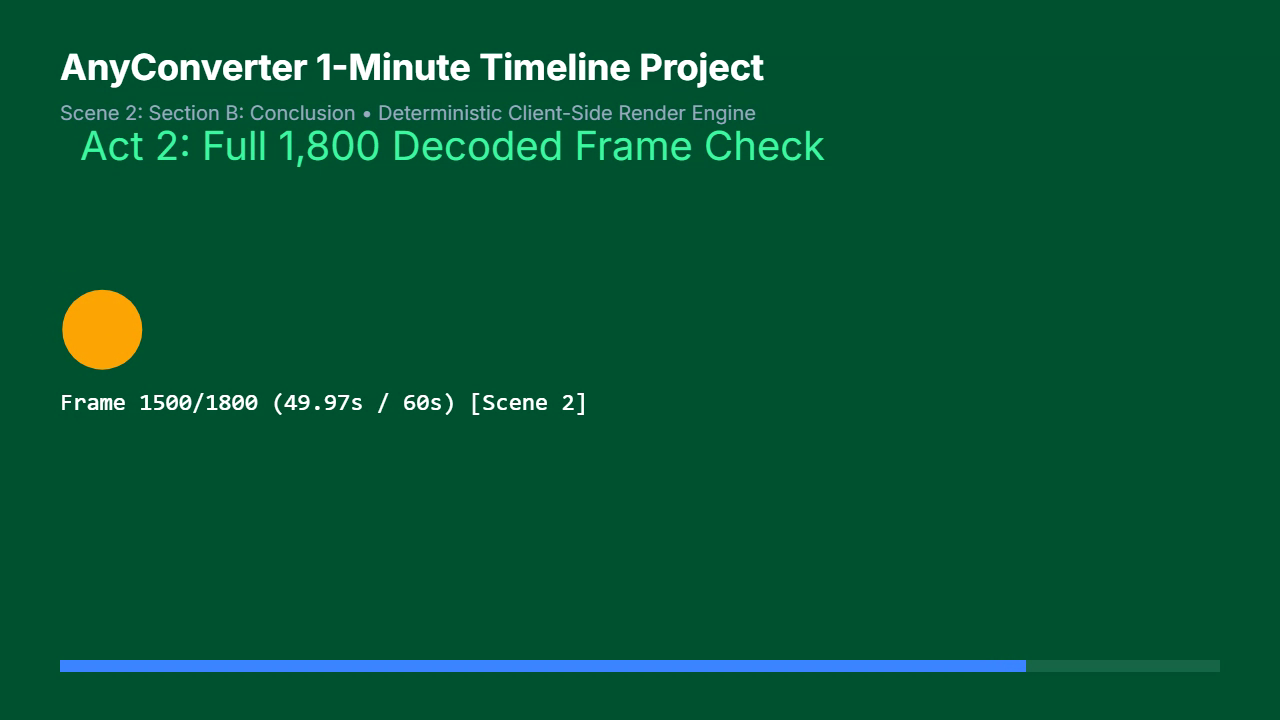 AnyConverter 1-Minute Timeline Project
Scene 2: Section B: Conclusion • Deterministic Client-Side Render Engine
Act 2: Full 1,800 Decoded Frame Check
Frame 1500/1800 (49.97s / 60s) [Scene 2]